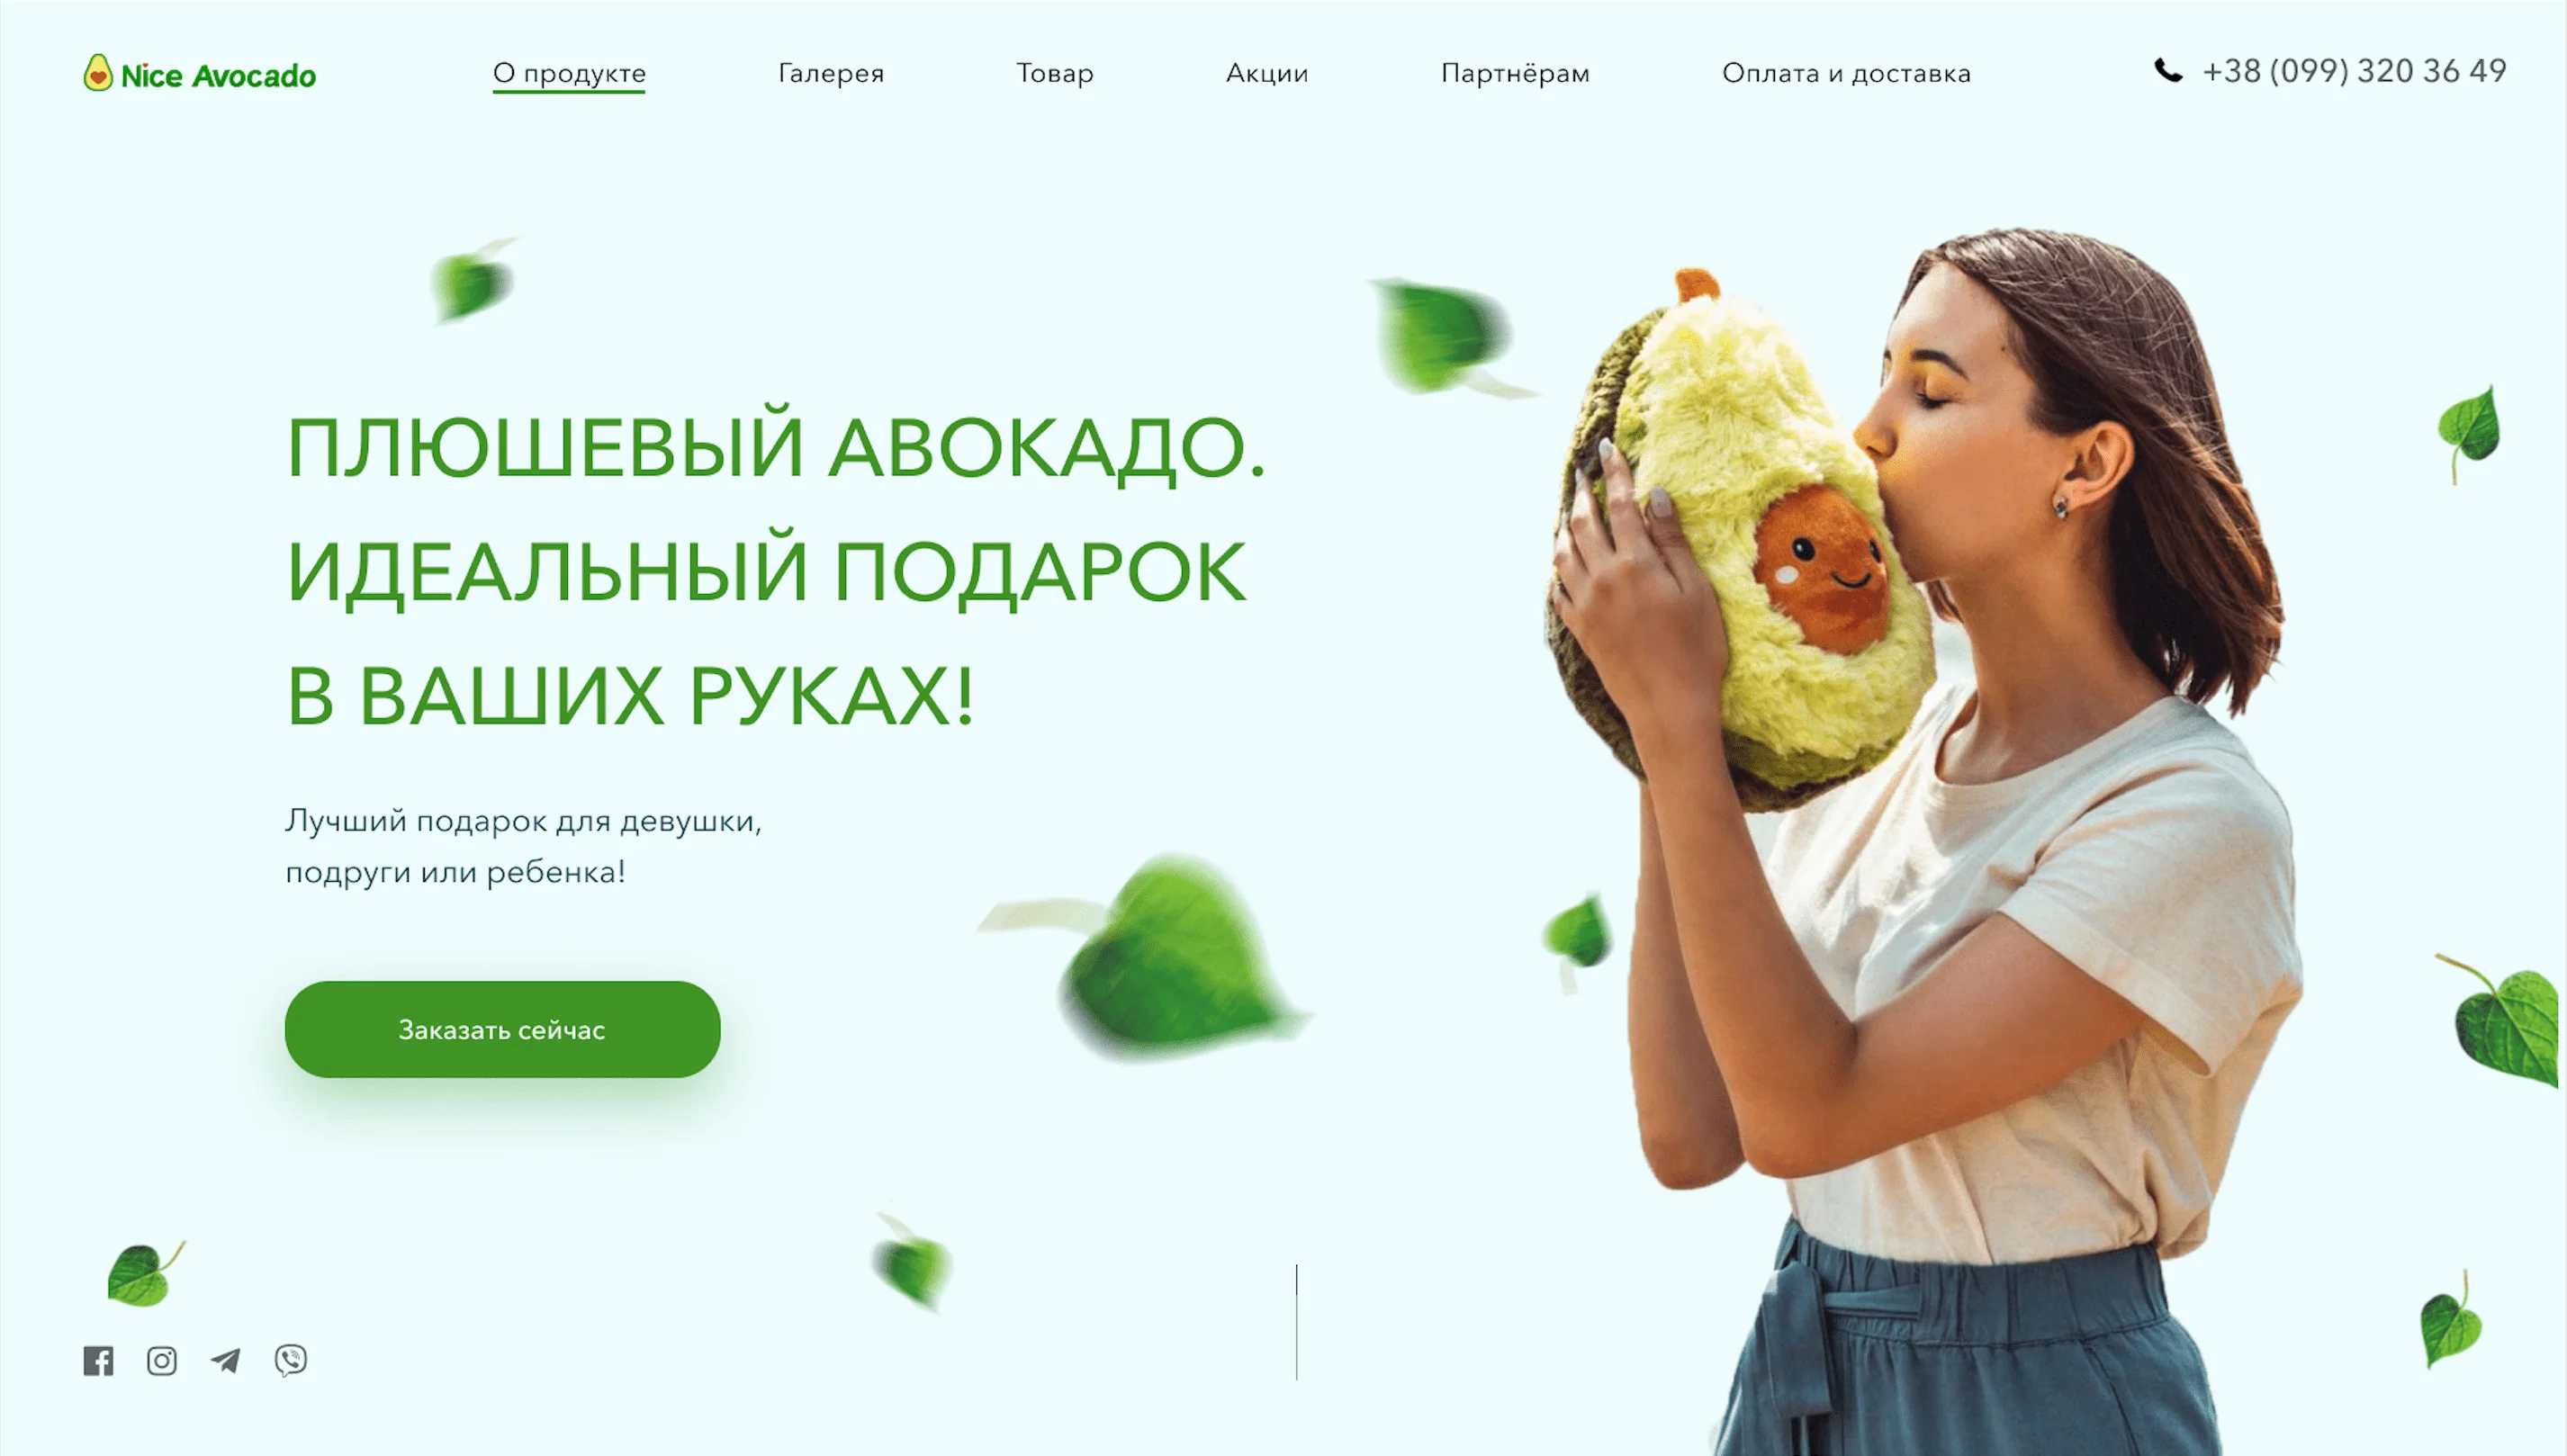 Nice Avocado
О продукте
Галерея
Товар
Акции
Партнёрам
Оплата и доставка
+38 (099) 320 36 49
ПЛЮШЕВЫЙ АВОКАДО.
ИДЕАЛЬНЫЙ ПОДАРОК
В ВАШИХ РУКАХ!
Лучший подарок для девушки,
подруги или ребенка!
Заказать сейчас